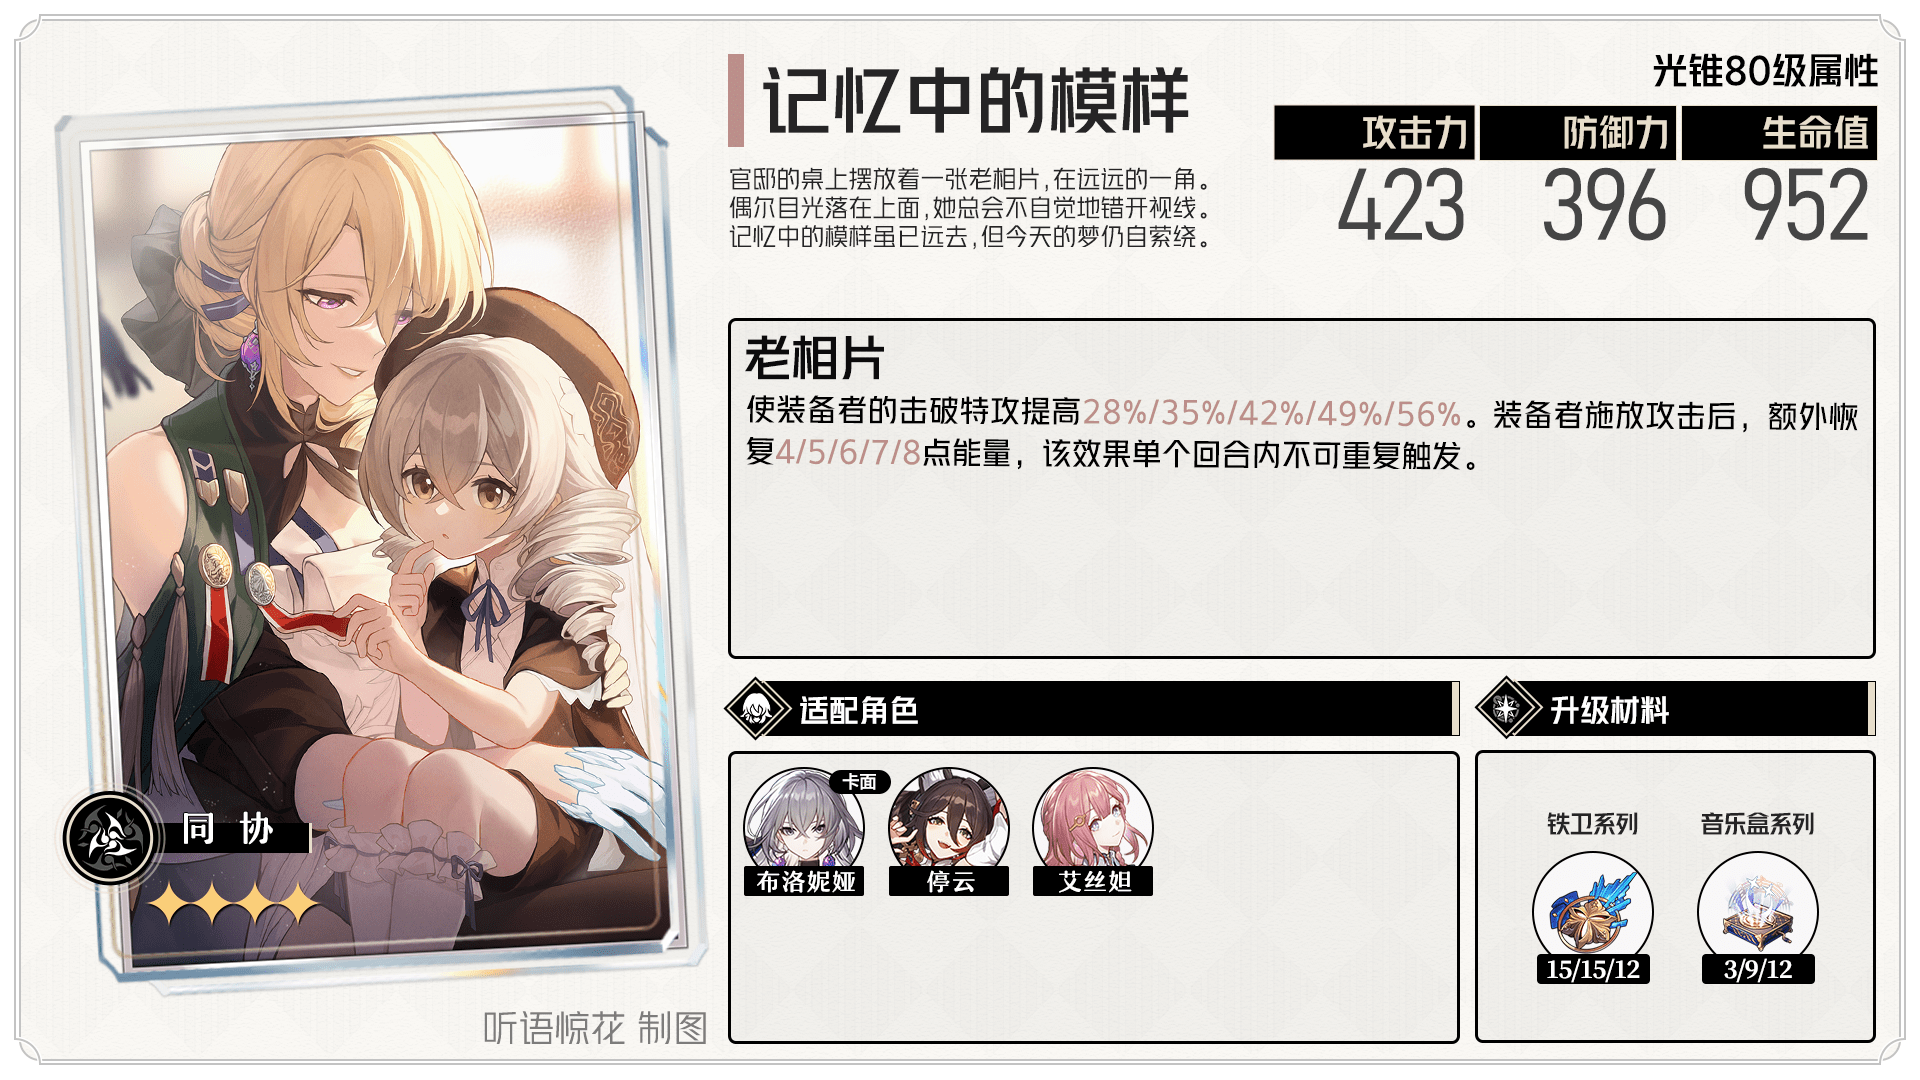 记忆中的模样
官邸的桌上摆放着一张老相片,在远远的一角。
偶尔目光落在上面,她总会不自觉地错开视线。
记忆中的模样虽已远去,但今天的梦仍自萦绕。
光锥80级属性
攻击力 防御力 生命值
423 396 952
老相片
使装备者的击破特攻提高28%/35%/42%/49%/56%。装备者施放攻击后，额外恢
复4/5/6/7/8点能量，该效果单个回合内不可重复触发。
同 协
适配角色
卡面
布洛妮娅 停云 艾丝妲
升级材料
铁卫系列 音乐盒系列
15/15/12 3/9/12
听语惊花 制图